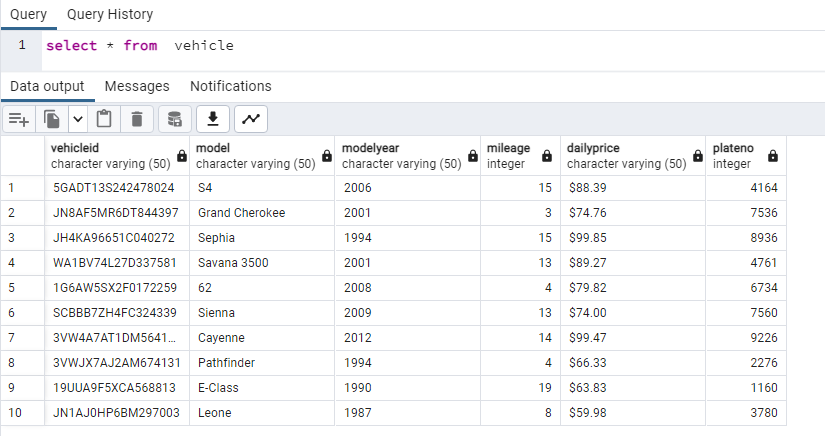 Query Query History
1 select * from vehicle
Data output Messages Notifications
vehicleid model modelyear mileage dailyprice plateno
character varying (50) character varying (50) character varying (50) integer character varying (50) integer
1 5GADT13S242478024 S4 2006 15 $88.39 4164
2 JN8AF5MR6DT844397 Grand Cherokee 2001 3 $74.76 7536
3 JH4KA96651C040272 Sephia 1994 15 $99.85 8936
4 WA1BV74L27D337581 Savana 3500 2001 13 $89.27 4761
5 1G6AW5SX2F0172259 62 2008 4 $79.82 6734
6 SCBBB7ZH4FC324339 Sienna 2009 13 $74.00 7560
7 3VW4A7AT1DM5641... Cayenne 2012 14 $99.47 9226
8 3VWJX7AJ2AM674131 Pathfinder 1994 4 $66.33 2276
9 19UUA9F5XCA568813 E-Class 1990 19 $63.83 1160
10 JN1AJ0HP6BM297003 Leone 1987 8 $59.98 3780